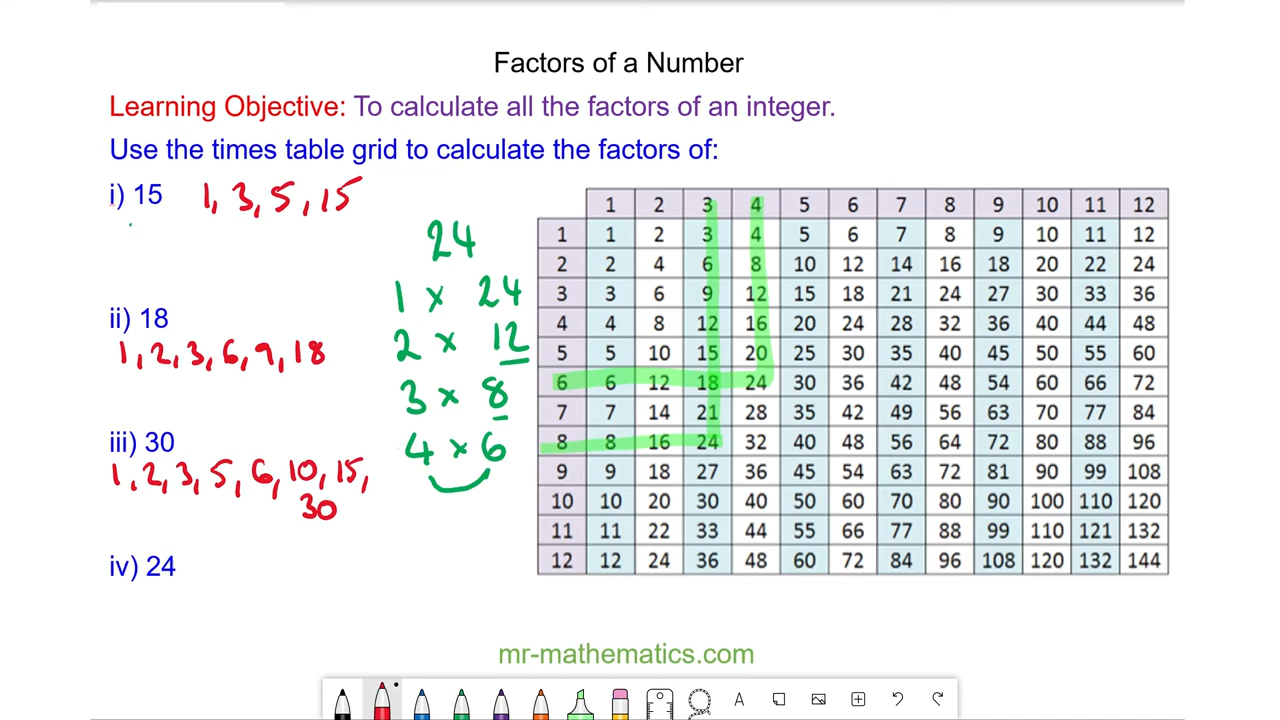 Factors of a Number
Learning Objective: To calculate all the factors of an integer.
Use the times table grid to calculate the factors of:
i) 15 1, 3, 5, 15
ii) 18
1, 2, 3, 6, 9, 18
iii) 30
1, 2, 3, 5, 6, 10, 15,
30
iv) 24
24
1 × 24
2 × 12
3 × 8
4 × 6
1 2 3 4 5 6 7 8 9 10 11 12
1 1 2 3 4 5 6 7 8 9 10 11 12
2 2 4 6 8 10 12 14 16 18 20 22 24
3 3 6 9 12 15 18 21 24 27 30 33 36
4 4 8 12 16 20 24 28 32 36 40 44 48
5 5 10 15 20 25 30 35 40 45 50 55 60
6 6 12 18 24 30 36 42 48 54 60 66 72
7 7 14 21 28 35 42 49 56 63 70 77 84
8 8 16 24 32 40 48 56 64 72 80 88 96
9 9 18 27 36 45 54 63 72 81 90 99 108
10 10 20 30 40 50 60 70 80 90 100 110 120
11 11 22 33 44 55 66 77 88 99 110 121 132
12 12 24 36 48 60 72 84 96 108 120 132 144
mr-mathematics.com
A